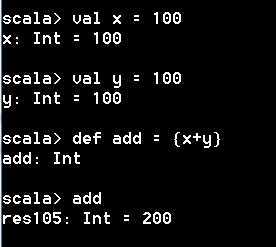 scala> val x = 100
x: Int = 100
scala> val y = 100
y: Int = 100
scala> def add = {x+y}
add: Int
scala> add
res105: Int = 200